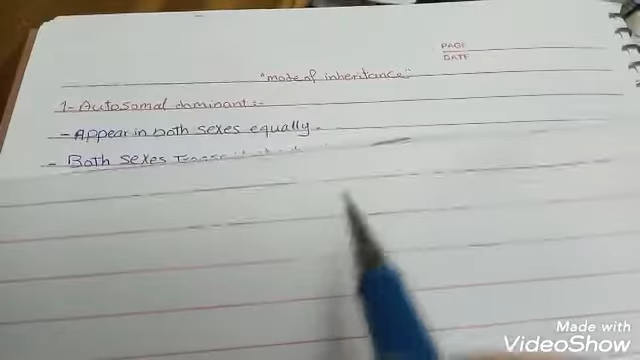 PAGE
DATE
"mode of inheritance"
1- Autosomal dominant:-
- Appear in both sexes equally.
- Both sexes
Made with
VideoShow